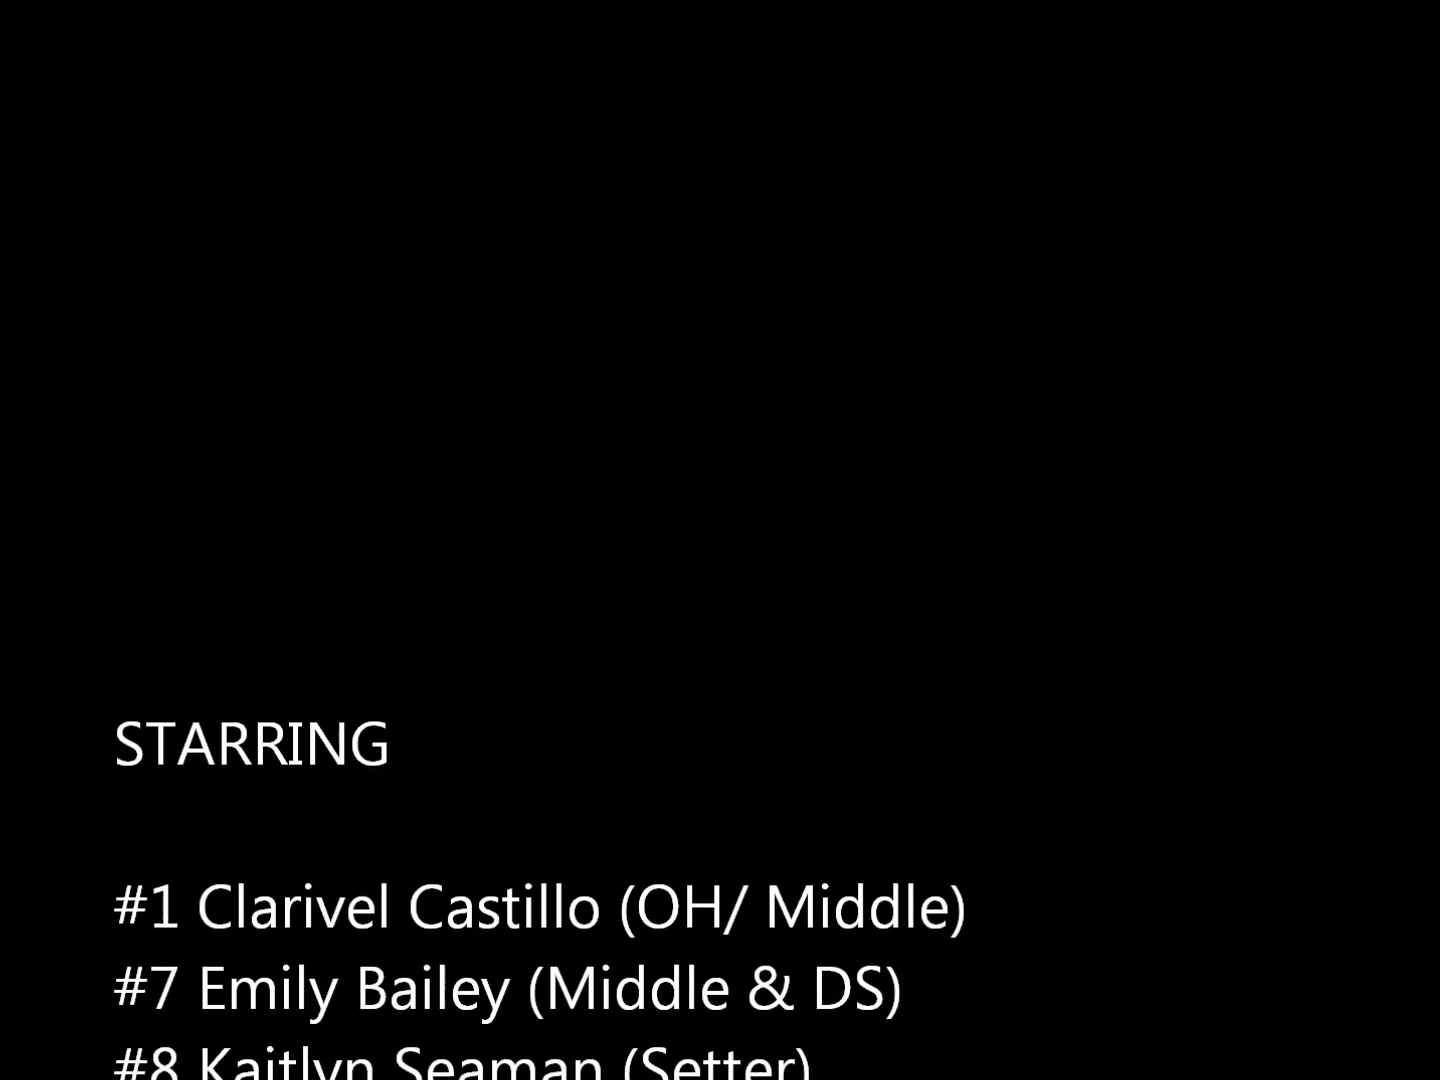 STARRING
#1 Clarivel Castillo (OH/ Middle)
#7 Emily Bailey (Middle & DS)
#8 Kaitlyn Seaman (Setter)